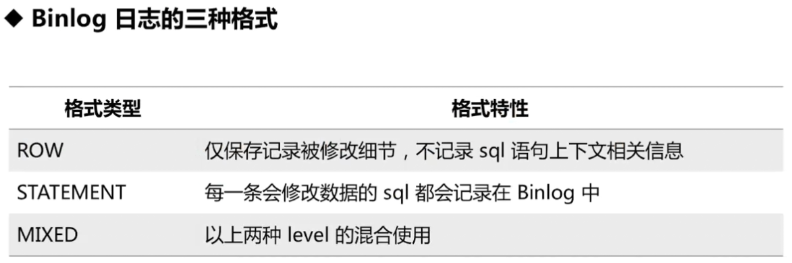 ◆ Binlog 日志的三种格式
格式类型 格式特性
ROW 仅保存记录被修改细节，不记录 sql 语句上下文相关信息
STATEMENT 每一条会修改数据的 sql 都会记录在 Binlog 中
MIXED 以上两种 level 的混合使用